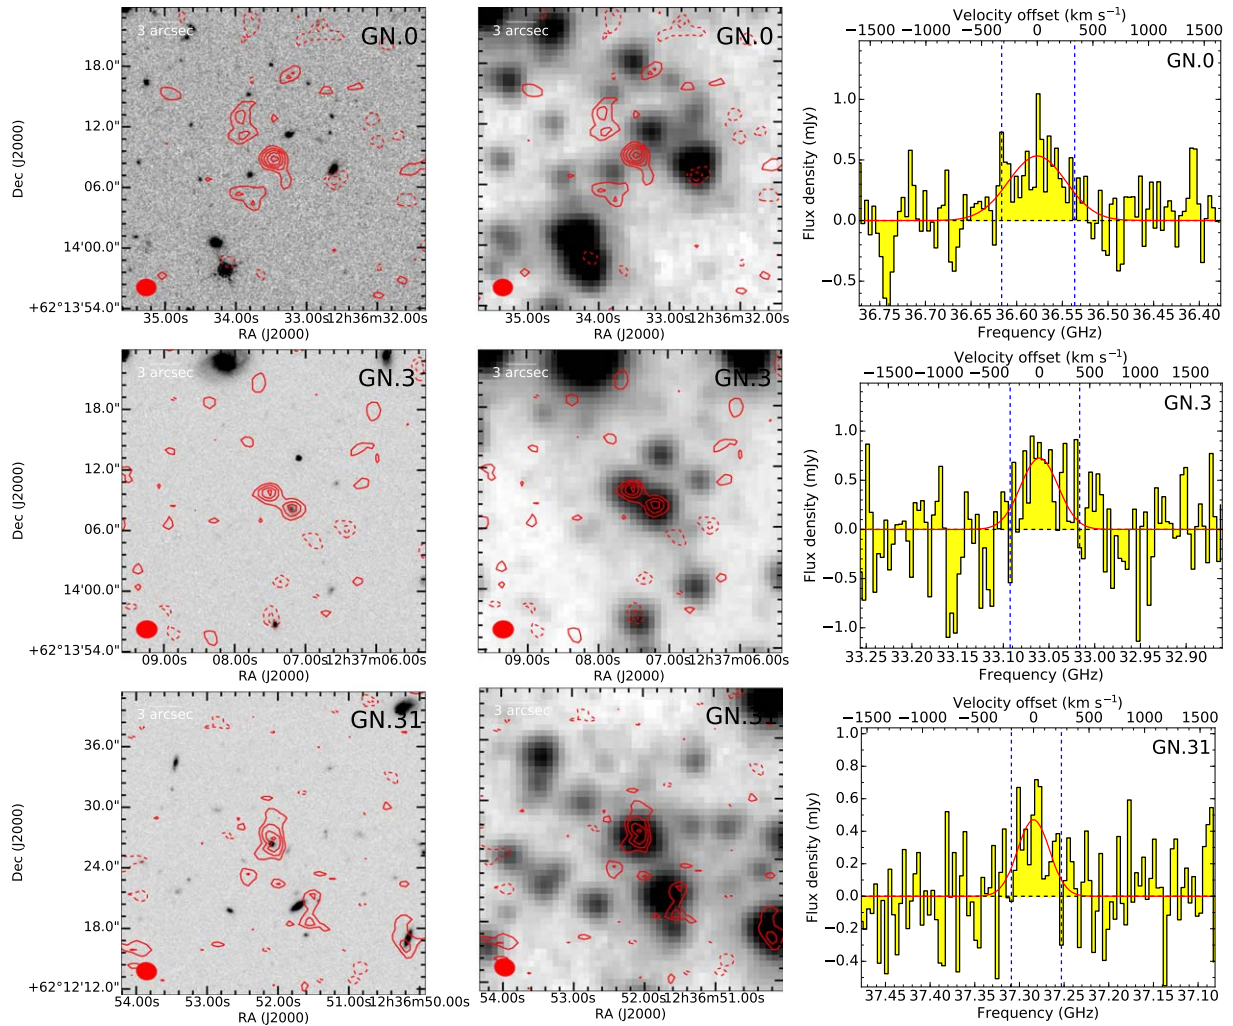 3 arcsec
GN.0
18.0"
12.0"
06.0"
14'00.0"
+62°13'54.0"
Dec (J2000)
35.00s 34.00s 33.00s 12h36m32.00s
RA (J2000)
3 arcsec
GN.0
35.00s 34.00s 33.00s 12h36m32.00s
RA (J2000)
Velocity offset (km s⁻¹)
−1500 −1000 −500 0 500 1000 1500
GN.0
1.0
0.5
0.0
−0.5
Flux density (mJy)
36.75 36.70 36.65 36.60 36.55 36.50 36.45 36.40
Frequency (GHz)
3 arcsec
GN.3
18.0"
12.0"
06.0"
14'00.0"
+62°13'54.0"
Dec (J2000)
09.00s 08.00s 07.00s 12h37m06.00s
RA (J2000)
3 arcsec
GN.3
09.00s 08.00s 07.00s 12h37m06.00s
RA (J2000)
Velocity offset (km s⁻¹)
−1500 −1000 −500 0 500 1000 1500
GN.3
1.0
0.5
0.0
−0.5
−1.0
Flux density (mJy)
33.25 33.20 33.15 33.10 33.05 33.00 32.95 32.90
Frequency (GHz)
3 arcsec
GN.31
36.0"
30.0"
24.0"
18.0"
+62°12'12.0"
Dec (J2000)
54.00s 53.00s 52.00s 51.00s 12h36m50.00s
RA (J2000)
3 arcsec
GN.31
54.00s 53.00s 52.00s 12h36m51.00s
RA (J2000)
Velocity offset (km s⁻¹)
−1500 −1000 −500 0 500 1000 1500
GN.31
1.0
0.8
0.6
0.4
0.2
0.0
−0.2
−0.4
Flux density (mJy)
37.45 37.40 37.35 37.30 37.25 37.20 37.15 37.10
Frequency (GHz)